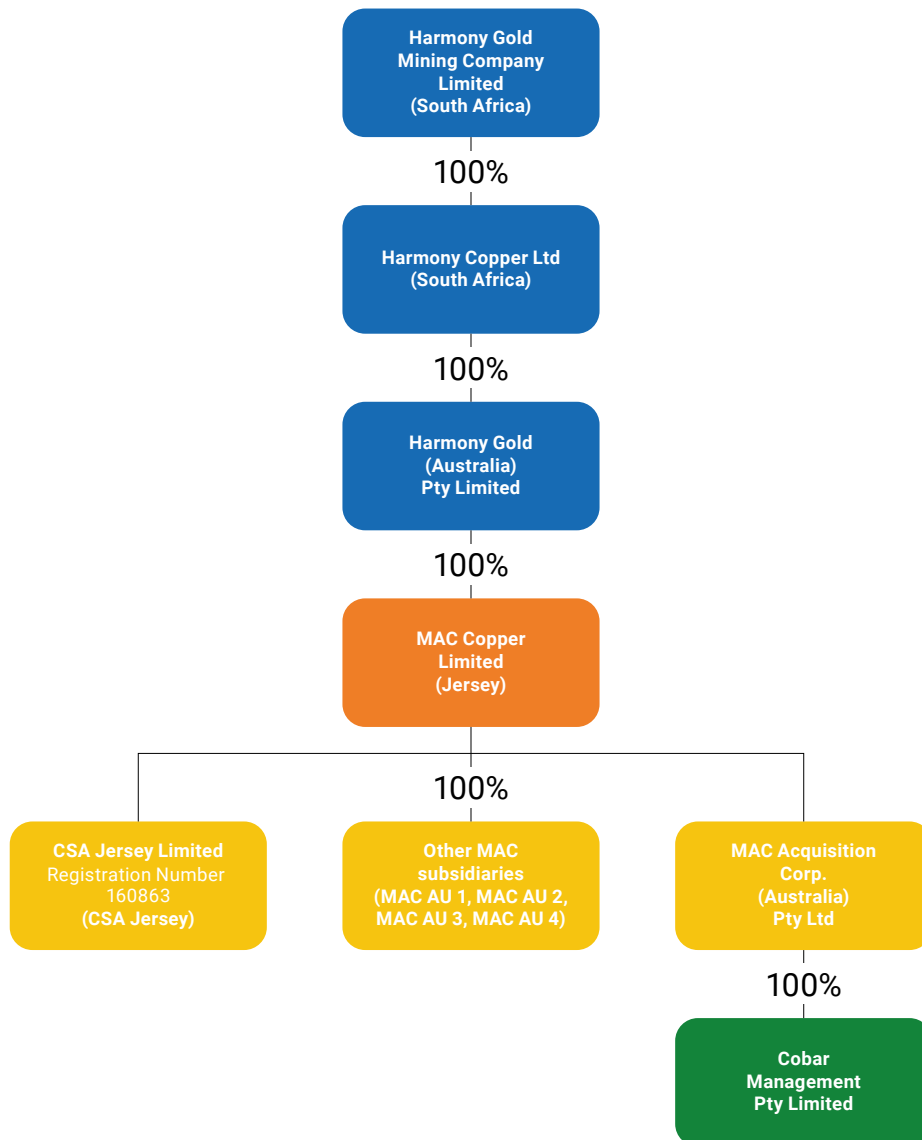 Harmony Gold
Mining Company
Limited
(South Africa)
100%
Harmony Copper Ltd
(South Africa)
100%
Harmony Gold
(Australia)
Pty Limited
100%
MAC Copper
Limited
(Jersey)
100%
CSA Jersey Limited
Registration Number
160863
(CSA Jersey)
Other MAC
subsidiaries
(MAC AU 1, MAC AU 2,
MAC AU 3, MAC AU 4)
MAC Acquisition
Corp.
(Australia)
Pty Ltd
100%
Cobar
Management
Pty Limited